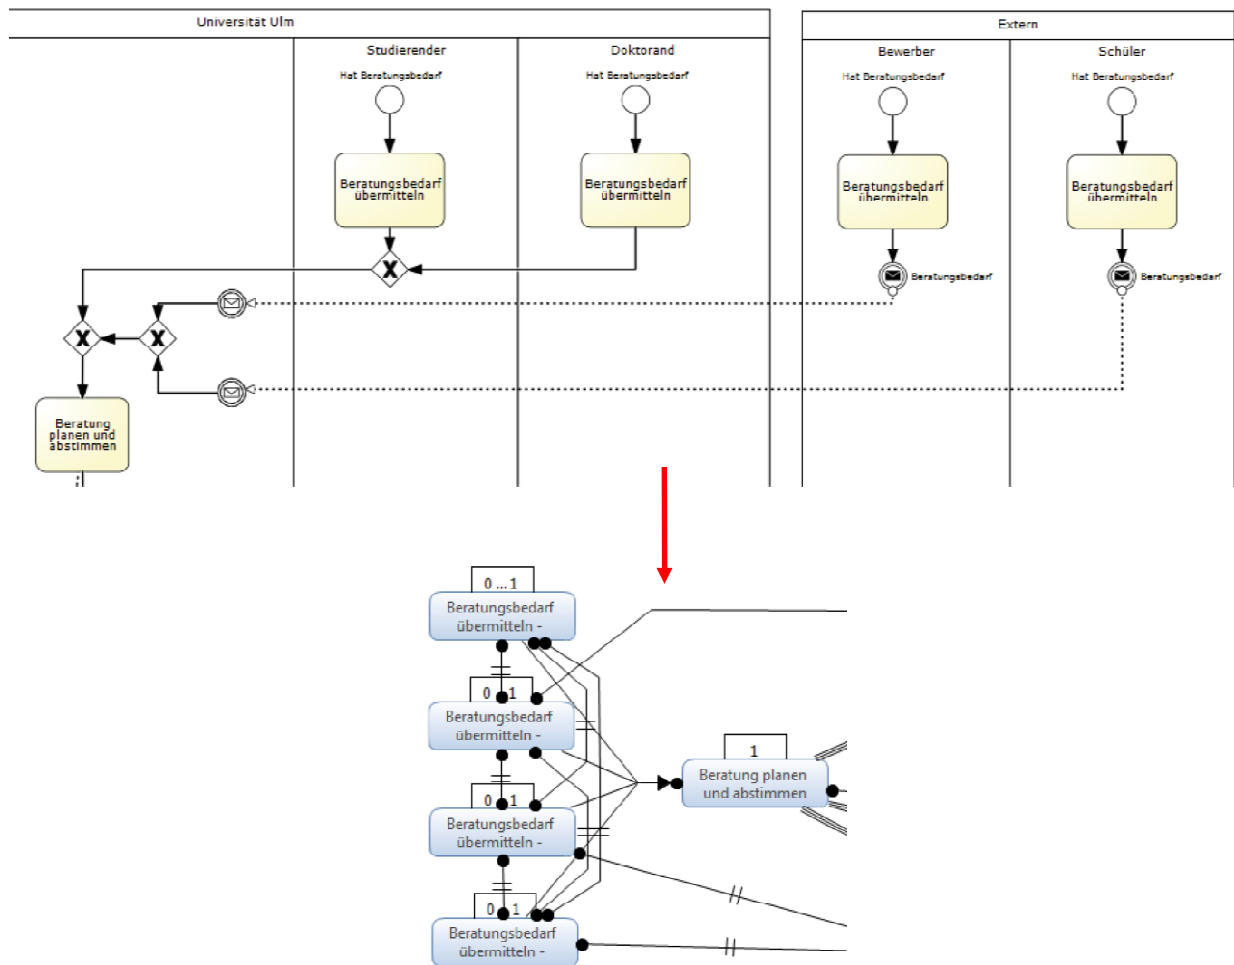 Universität Ulm
Extern
Studierender
Doktorand
Bewerber
Schüler
Hat Beratungsbedarf
Hat Beratungsbedarf
Hat Beratungsbedarf
Hat Beratungsbedarf
Beratungsbedarf
übermitteln
Beratungsbedarf
übermitteln
Beratungsbedarf
übermitteln
Beratungsbedarf
übermitteln
X
Beratungsbedarf
Beratungsbedarf
X
X
Beratung
planen und
abstimmen
0 ... 1
Beratungsbedarf
übermitteln -
0 1
Beratungsbedarf
übermitteln -
1
Beratung planen
und abstimmen
0 1
Beratungsbedarf
übermitteln -
0 1
Beratungsbedarf
übermitteln -